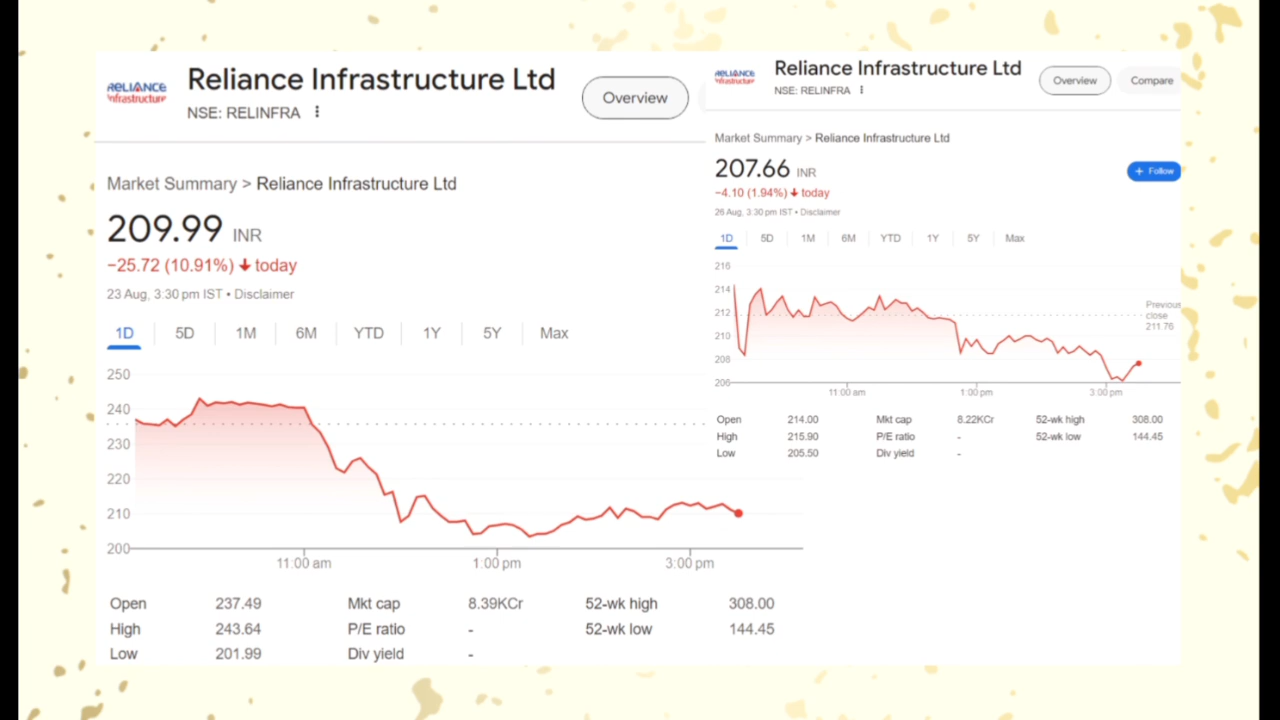 RELIANCE
Infrastructure
Reliance Infrastructure Ltd
NSE: RELINFRA
Overview
Market Summary > Reliance Infrastructure Ltd
209.99 INR
−25.72 (10.91%) ↓ today
23 Aug, 3:30 pm IST • Disclaimer
1D 5D 1M 6M YTD 1Y 5Y Max
250
240
230
220
210
200
11:00 am 1:00 pm 3:00 pm
Open 237.49 Mkt cap 8.39KCr 52-wk high 308.00
High 243.64 P/E ratio - 52-wk low 144.45
Low 201.99 Div yield -
RELIANCE
Infrastructure
Reliance Infrastructure Ltd
NSE: RELINFRA
Overview Compare
Market Summary > Reliance Infrastructure Ltd
207.66 INR
+ Follow
−4.10 (1.94%) ↓ today
26 Aug, 3:30 pm IST • Disclaimer
1D 5D 1M 6M YTD 1Y 5Y Max
216
214
212
210
208
206
Previous
close
211.76
11:00 am 1:00 pm 3:00 pm
Open 214.00 Mkt cap 8.22KCr 52-wk high 308.00
High 215.90 P/E ratio - 52-wk low 144.45
Low 205.50 Div yield -